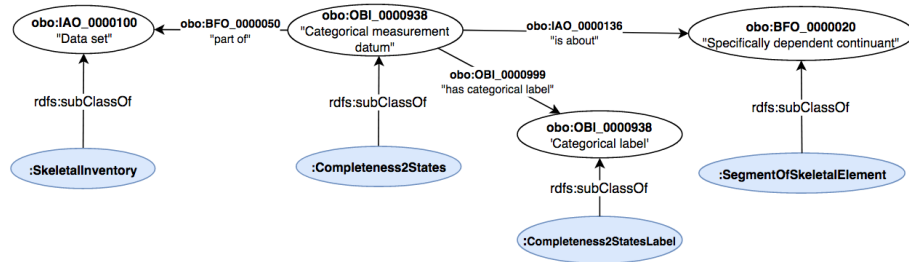 obo:IAO_0000100
"Data set"
obo:BFO_0000050
"part of"
obo:OBI_0000938
"Categorical measurement
datum"
obo:IAO_0000136
"is about"
obo:BFO_0000020
"Specifically dependent continuant"
obo:OBI_0000999
"has categorical label"
rdfs:subClassOf
rdfs:subClassOf
rdfs:subClassOf
obo:OBI_0000938
'Categorical label'
:SkeletalInventory
:Completeness2States
:SegmentOfSkeletalElement
rdfs:subClassOf
:Completeness2StatesLabel